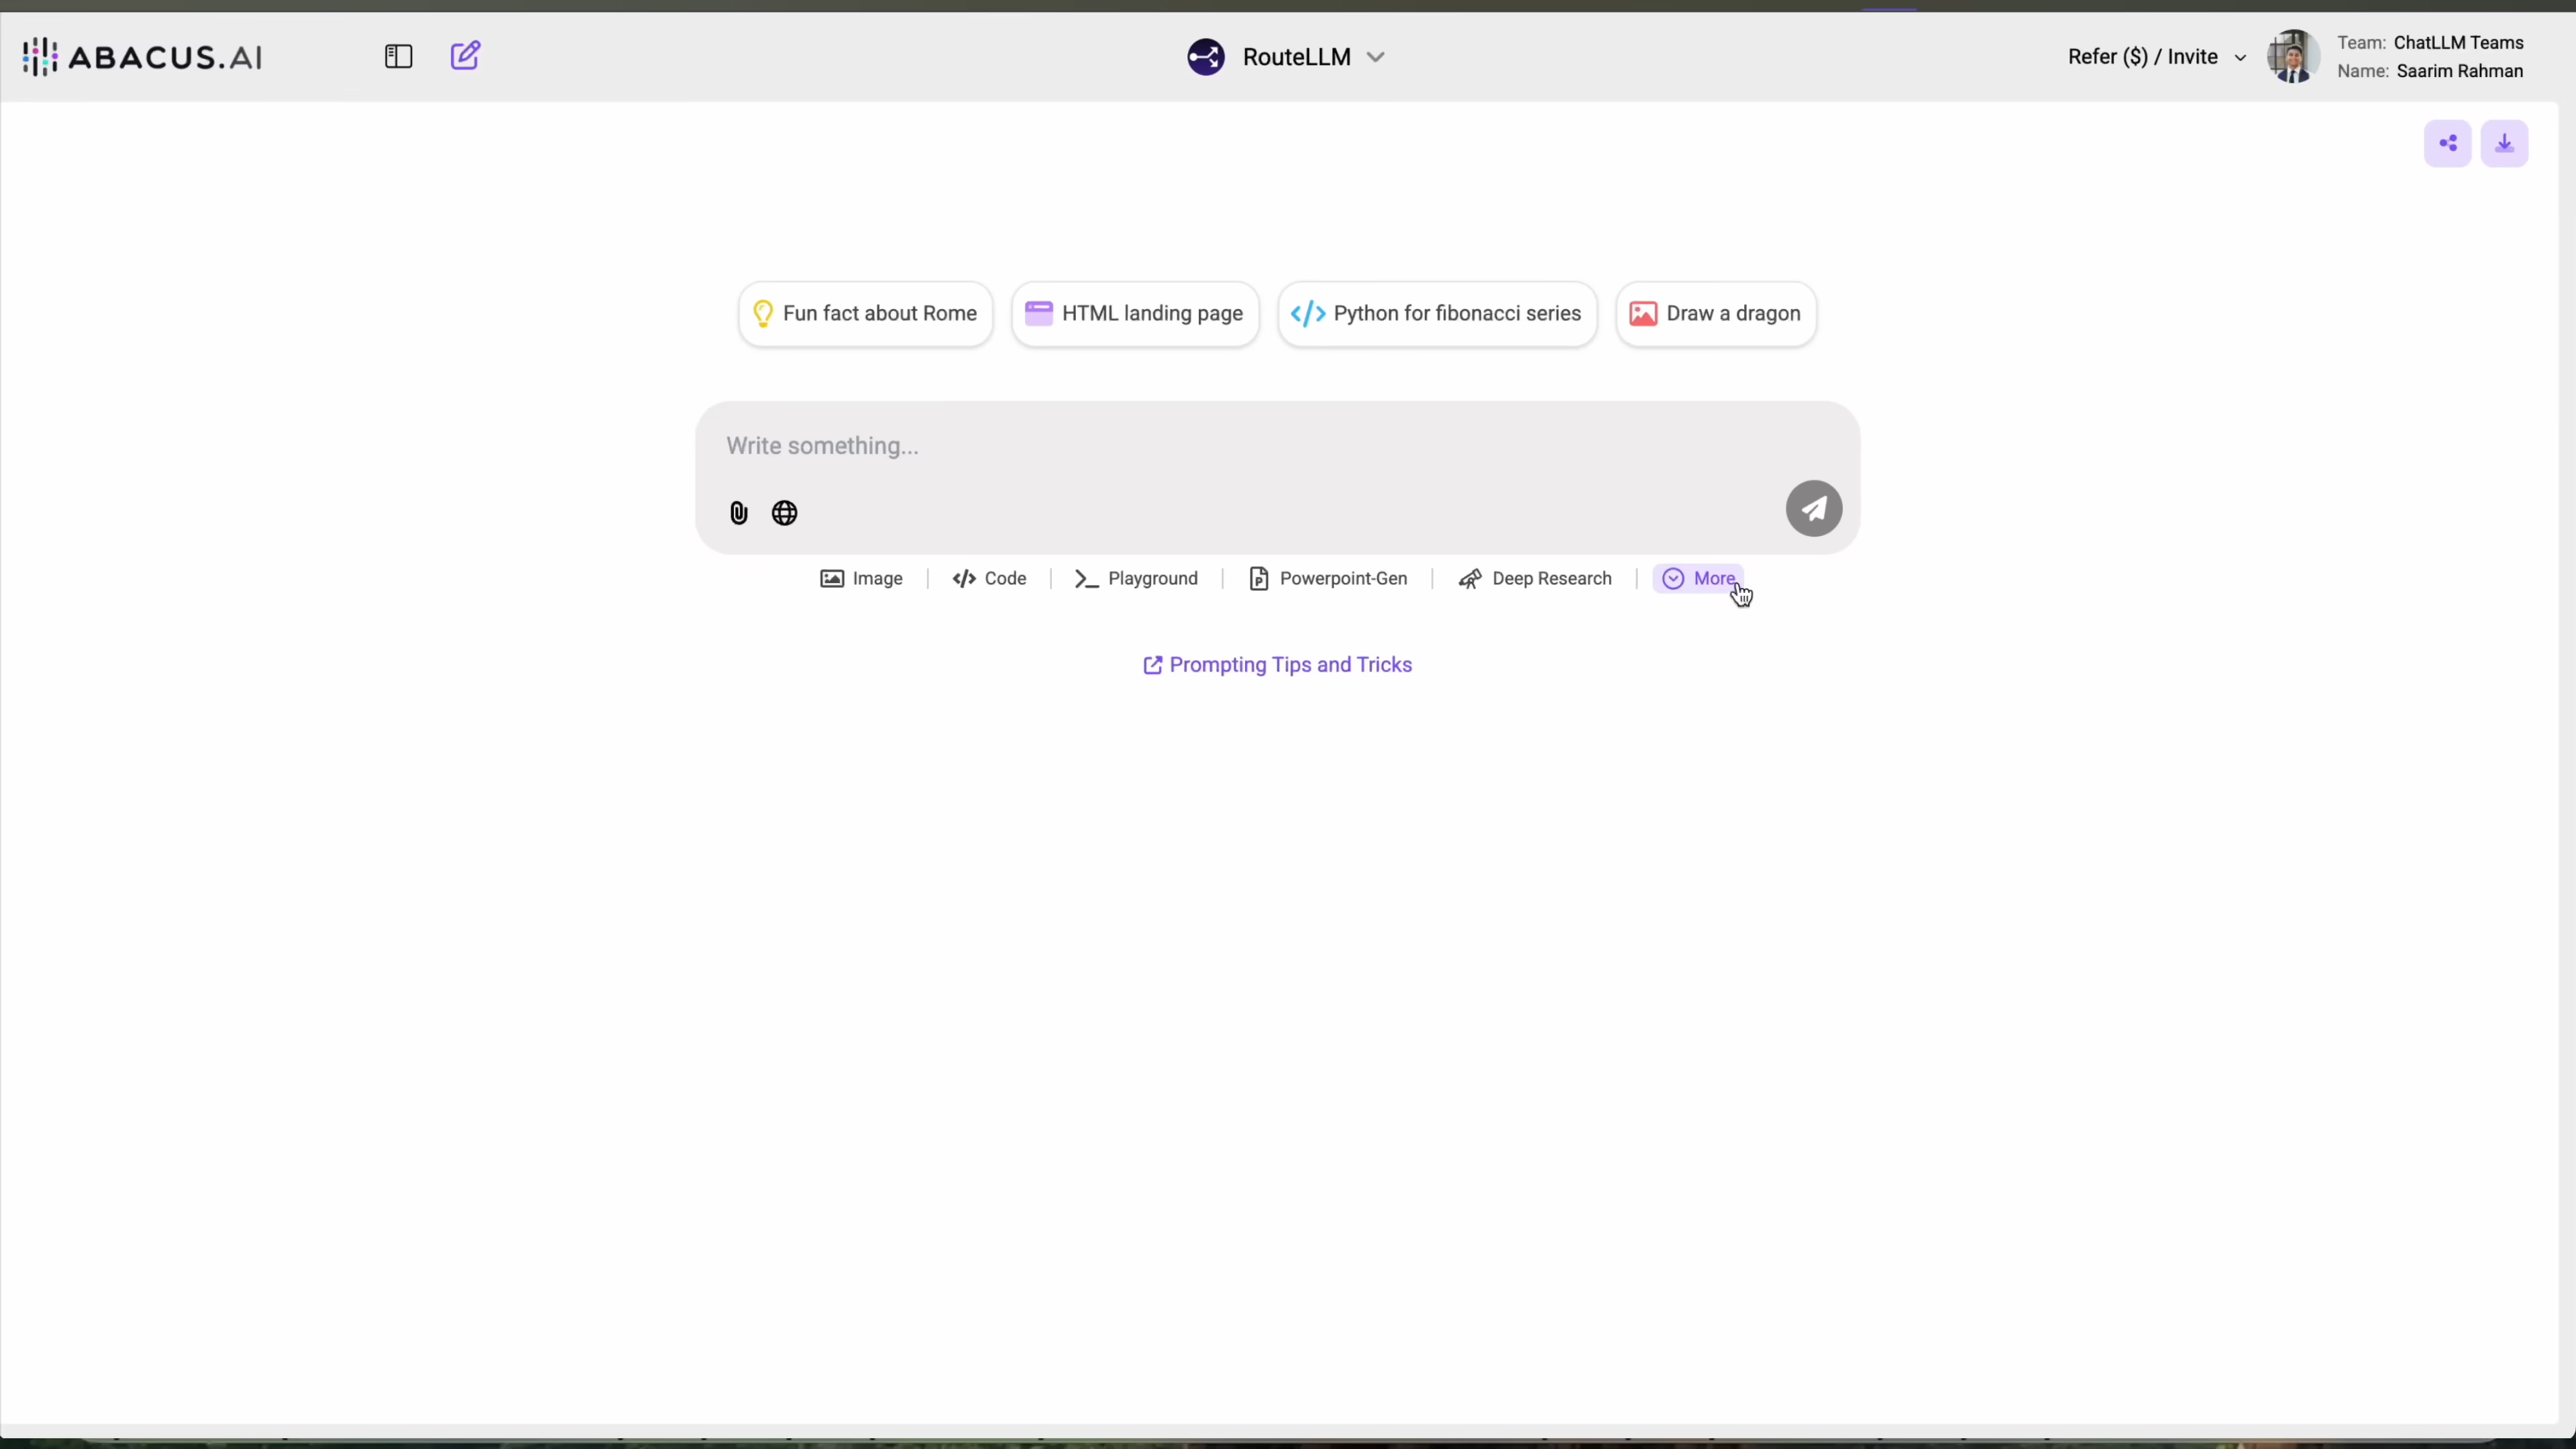 ABACUS.AI
RouteLLM
Refer ($) / Invite
Team: ChatLLM Teams
Name: Saarim Rahman
Fun fact about Rome
HTML landing page
Python for fibonacci series
Draw a dragon
Write something...
Image
Code
Playground
Powerpoint-Gen
Deep Research
More
Prompting Tips and Tricks